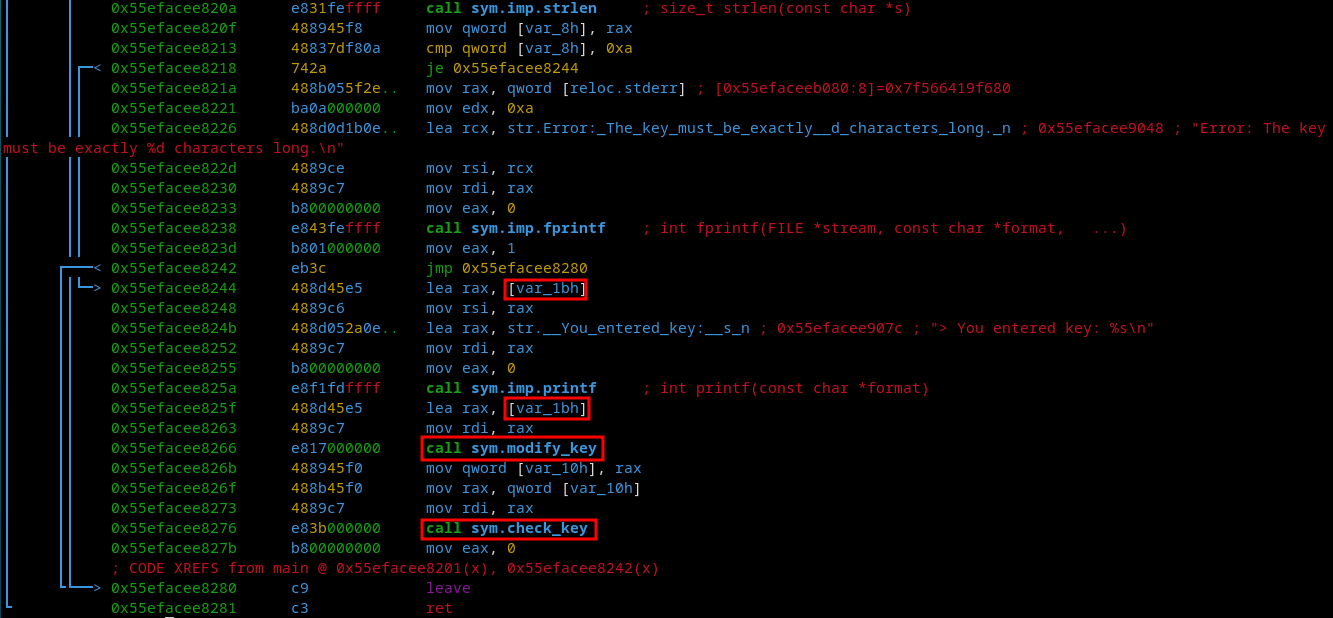 0x55efacee820a e831feffff call sym.imp.strlen ; size_t strlen(const char *s)
0x55efacee820f 488945f8 mov qword [var_8h], rax
0x55efacee8213 48837df80a cmp qword [var_8h], 0xa
< 0x55efacee8218 742a je 0x55efacee8244
0x55efacee821a 488b055f2e.. mov rax, qword [reloc.stderr] ; [0x55efaceeb080:8]=0x7f566419f680
0x55efacee8221 ba0a000000 mov edx, 0xa
0x55efacee8226 488d0d1b0e.. lea rcx, str.Error:_The_key_must_be_exactly__d_characters_long._n ; 0x55efacee9048 ; "Error: The key
must be exactly %d characters long.\n"
0x55efacee822d 4889ce mov rsi, rcx
0x55efacee8230 4889c7 mov rdi, rax
0x55efacee8233 b800000000 mov eax, 0
0x55efacee8238 e843feffff call sym.imp.fprintf ; int fprintf(FILE *stream, const char *format, ...)
0x55efacee823d b801000000 mov eax, 1
< 0x55efacee8242 eb3c jmp 0x55efacee8280
> 0x55efacee8244 488d45e5 lea rax, [var_1bh]
0x55efacee8248 4889c6 mov rsi, rax
0x55efacee824b 488d052a0e.. lea rax, str.__You_entered_key:__s_n ; 0x55efacee907c ; "> You entered key: %s\n"
0x55efacee8252 4889c7 mov rdi, rax
0x55efacee8255 b800000000 mov eax, 0
0x55efacee825a e8f1fdffff call sym.imp.printf ; int printf(const char *format)
0x55efacee825f 488d45e5 lea rax, [var_1bh]
0x55efacee8263 4889c7 mov rdi, rax
0x55efacee8266 e817000000 call sym.modify_key
0x55efacee826b 488945f0 mov qword [var_10h], rax
0x55efacee826f 488b45f0 mov rax, qword [var_10h]
0x55efacee8273 4889c7 mov rdi, rax
0x55efacee8276 e83b000000 call sym.check_key
0x55efacee827b b800000000 mov eax, 0
; CODE XREFS from main @ 0x55efacee8201(x), 0x55efacee8242(x)
> 0x55efacee8280 c9 leave
0x55efacee8281 c3 ret